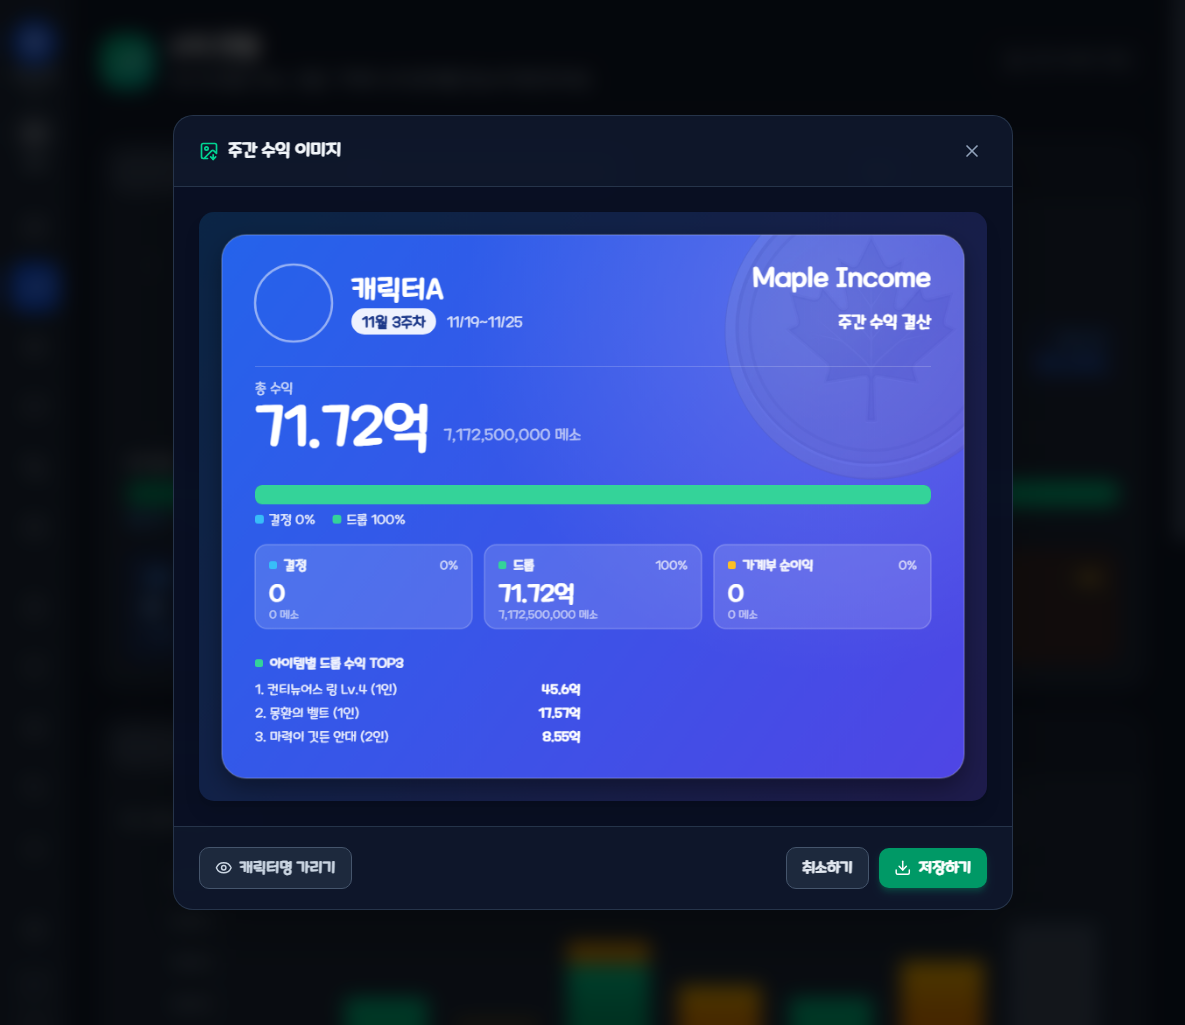 주간 수익 이미지
캐릭터A
11월 3주차 11/19~11/25
Maple Income
주간 수익 결산
총 수익
71.72억 7,172,500,000 메소
결정 0% 드롭 100%
결정 0%
0
0 메소
드롭 100%
71.72억
7,172,500,000 메소
가계부 순이익 0%
0
0 메소
아이템별 드롭 수익 TOP3
1. 컨티뉴어스 링 Lv.4 (1인) 45.6억
2. 몽환의 벨트 (1인) 17.57억
3. 마력이 깃든 안대 (2인) 8.55억
캐릭터명 가리기
취소하기
저장하기